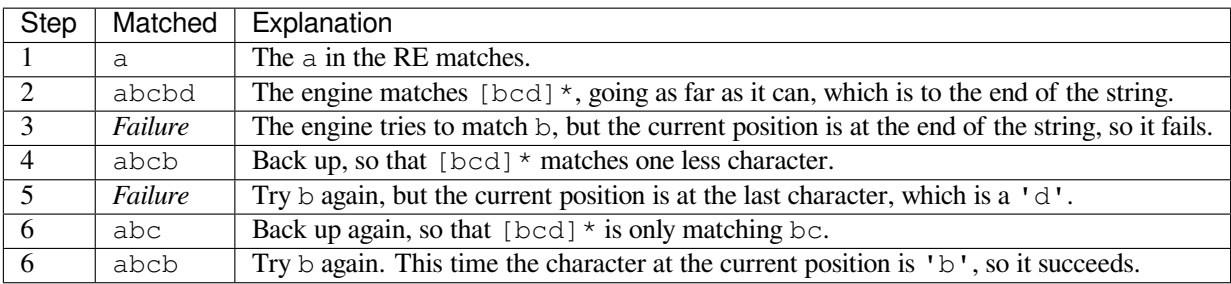 Step Matched Explanation
1 a The a in the RE matches.
2 abcbd The engine matches [bcd]*, going as far as it can, which is to the end of the string.
3 Failure The engine tries to match b, but the current position is at the end of the string, so it fails.
4 abcb Back up, so that [bcd]* matches one less character.
5 Failure Try b again, but the current position is at the last character, which is a 'd'.
6 abc Back up again, so that [bcd]* is only matching bc.
6 abcb Try b again. This time the character at the current position is 'b', so it succeeds.